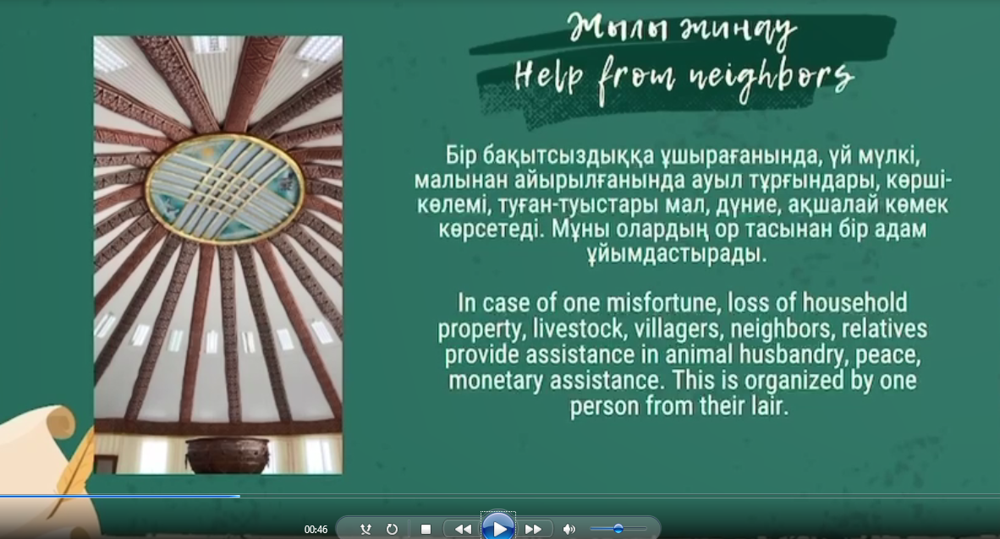 Жылы жинау
Help from neighbors
Бір бақытсыздыққа ұшырағанында, үй мүлкі,
малынан айырылғанында ауыл тұрғындары, көрші-
көлемі, туған-туыстары мал, дүние, ақшалай көмек
көрсетеді. Мұны олардың ор тасынан бір адам
ұйымдастырады.
In case of one misfortune, loss of household
property, livestock, villagers, neighbors, relatives
provide assistance in animal husbandry, peace,
monetary assistance. This is organized by one
person from their lair.
00:46